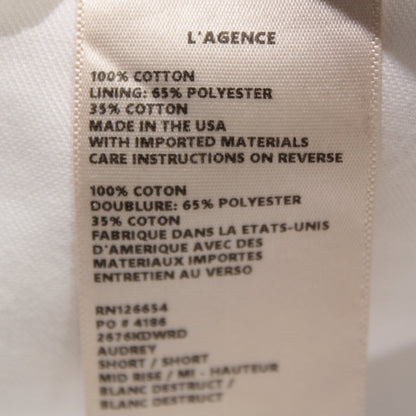 L'AGENCE
100% COTTON
LINING: 65% POLYESTER
35% COTTON
MADE IN THE USA
WITH IMPORTED MATERIALS
CARE INSTRUCTIONS ON REVERSE
100% COTON
DOUBLURE: 65% POLYESTER
35% COTON
FABRIQUE DANS LA ETATS-UNIS
D'AMERIQUE AVEC DES
MATERIAUX IMPORTES
ENTRETIEN AU VERSO
RN126654
PO # 4186
2676KDWRD
AUDREY
SHORT / SHORT
MID RISE / MI - HAUTEUR
BLANC DESTRUCT /
BLANC DESTRUCT